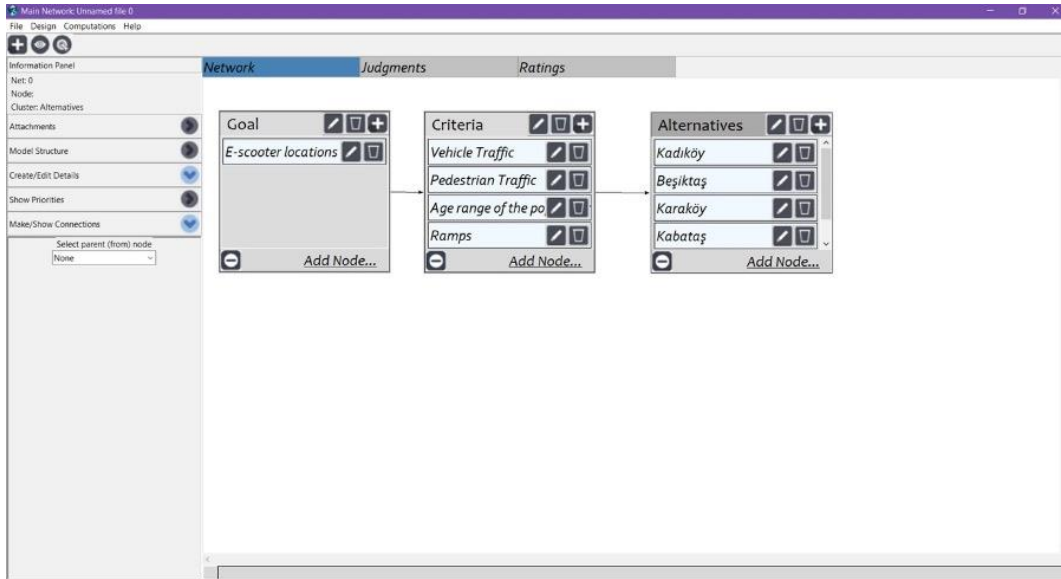 Main Network: Unnamed file 0
File Design Computations Help
Information Panel
Net: 0
Node:
Cluster: Alternatives
Attachments
Model Structure
Create/Edit Details
Show Priorities
Make/Show Connections
Select parent (from) node
None
Network Judgments Ratings
Goal
E-scooter locations
Add Node...
Criteria
Vehicle Traffic
Pedestrian Traffic
Age range of the po
Ramps
Add Node...
Alternatives
Kadıköy
Beşiktaş
Karaköy
Kabataş
Add Node...